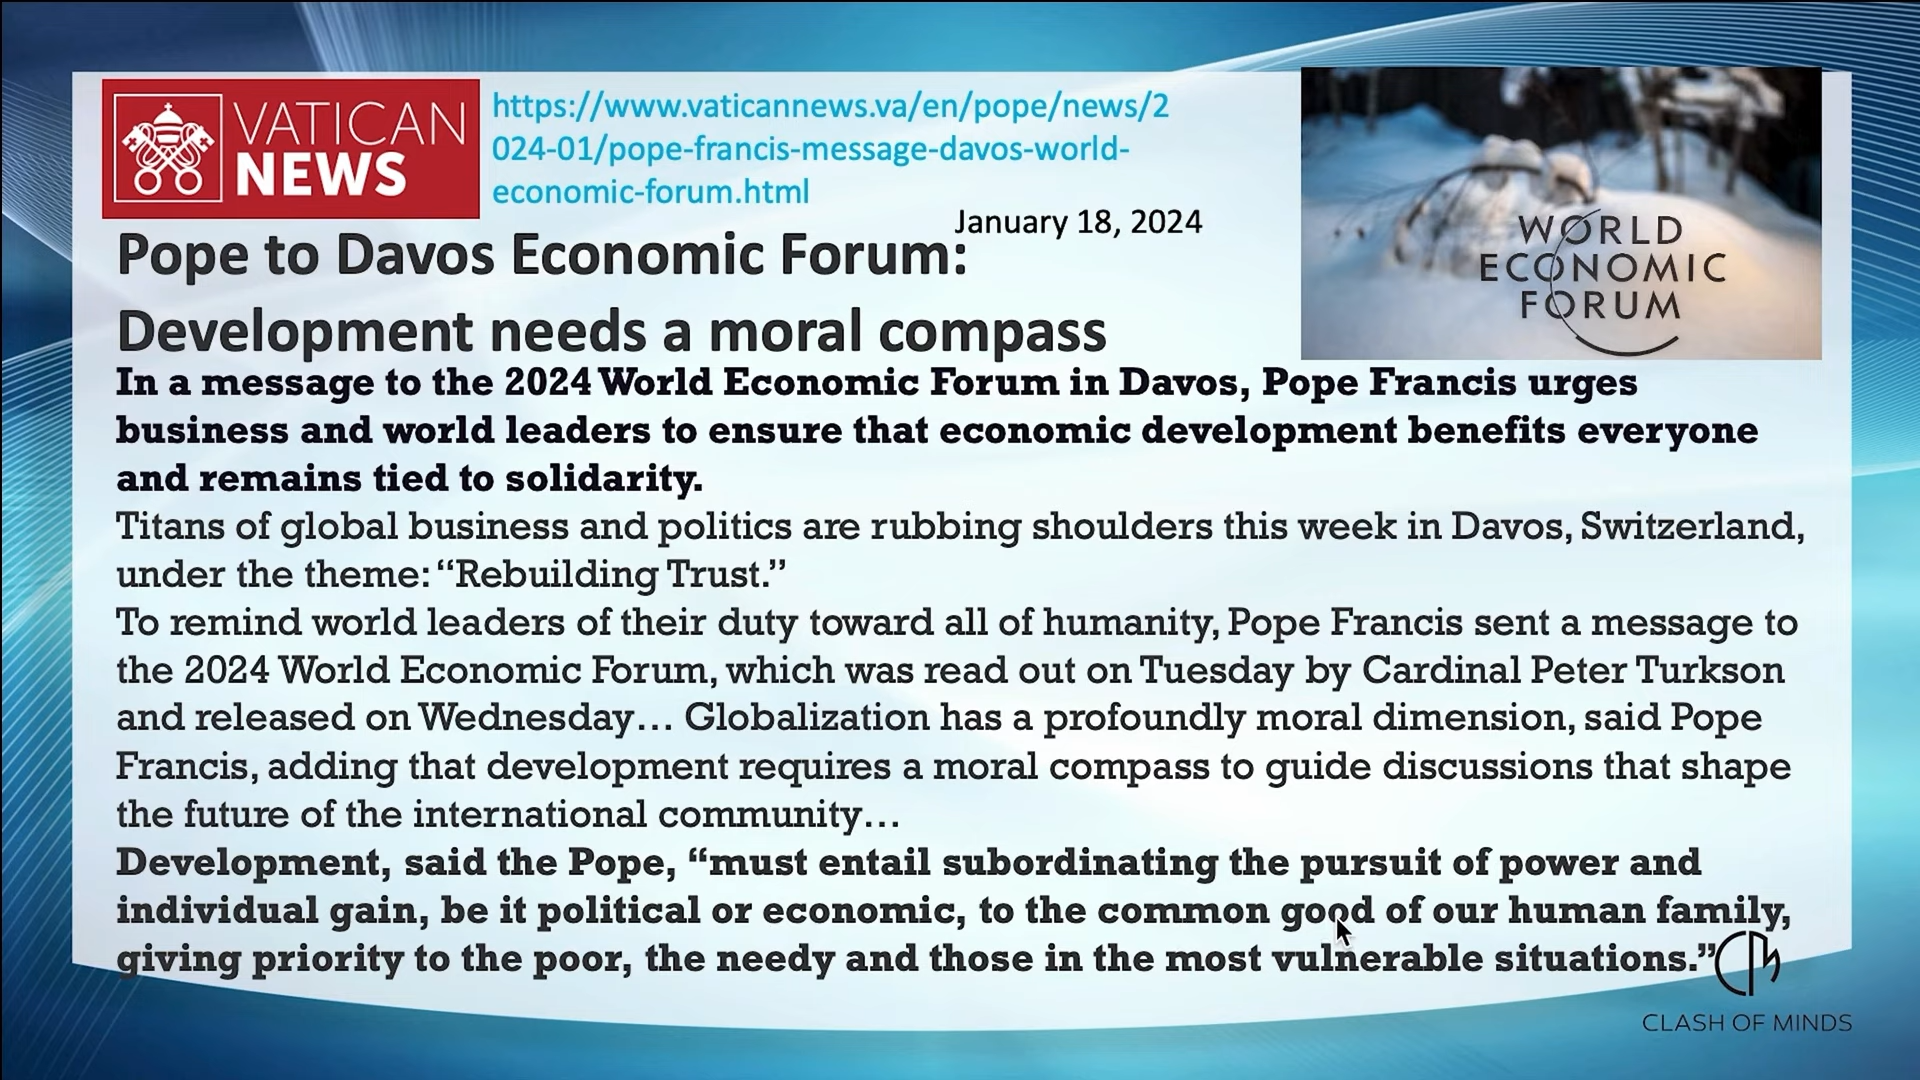 VATICAN
NEWS
https://www.vaticannews.va/en/pope/news/2
024-01/pope-francis-message-davos-world-
economic-forum.html
January 18, 2024
WORLD
ECONOMIC
FORUM
Pope to Davos Economic Forum:
Development needs a moral compass
In a message to the 2024 World Economic Forum in Davos, Pope Francis urges
business and world leaders to ensure that economic development benefits everyone
and remains tied to solidarity.
Titans of global business and politics are rubbing shoulders this week in Davos, Switzerland,
under the theme: “Rebuilding Trust.”
To remind world leaders of their duty toward all of humanity, Pope Francis sent a message to
the 2024 World Economic Forum, which was read out on Tuesday by Cardinal Peter Turkson
and released on Wednesday… Globalization has a profoundly moral dimension, said Pope
Francis, adding that development requires a moral compass to guide discussions that shape
the future of the international community…
Development, said the Pope, “must entail subordinating the pursuit of power and
individual gain, be it political or economic, to the common good of our human family,
giving priority to the poor, the needy and those in the most vulnerable situations.”
CLASH OF MINDS